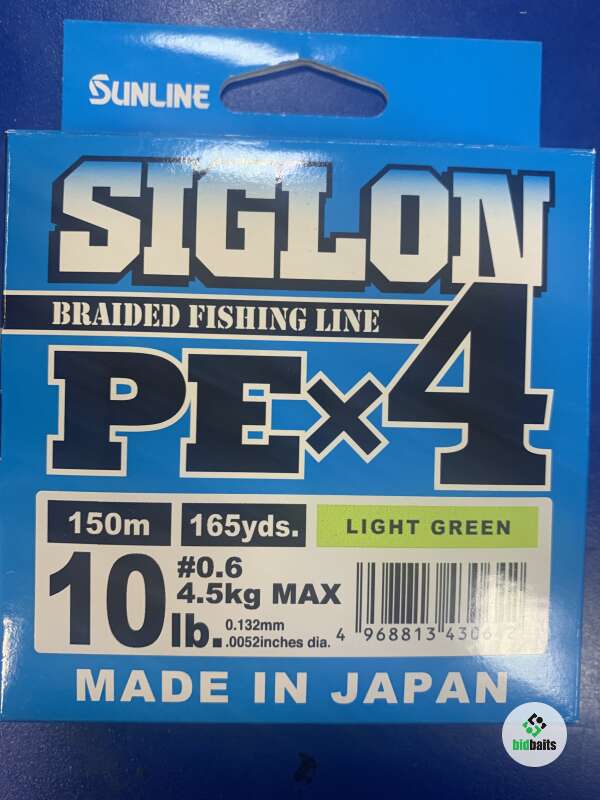 SUNLINE
SIGLON
BRAIDED FISHING LINE
PE×4
150m 165yds. LIGHT GREEN
10 lb. #0.6
4.5kg MAX
0.132mm
.0052inches dia.
4 968813 430642
MADE IN JAPAN
bidbaits